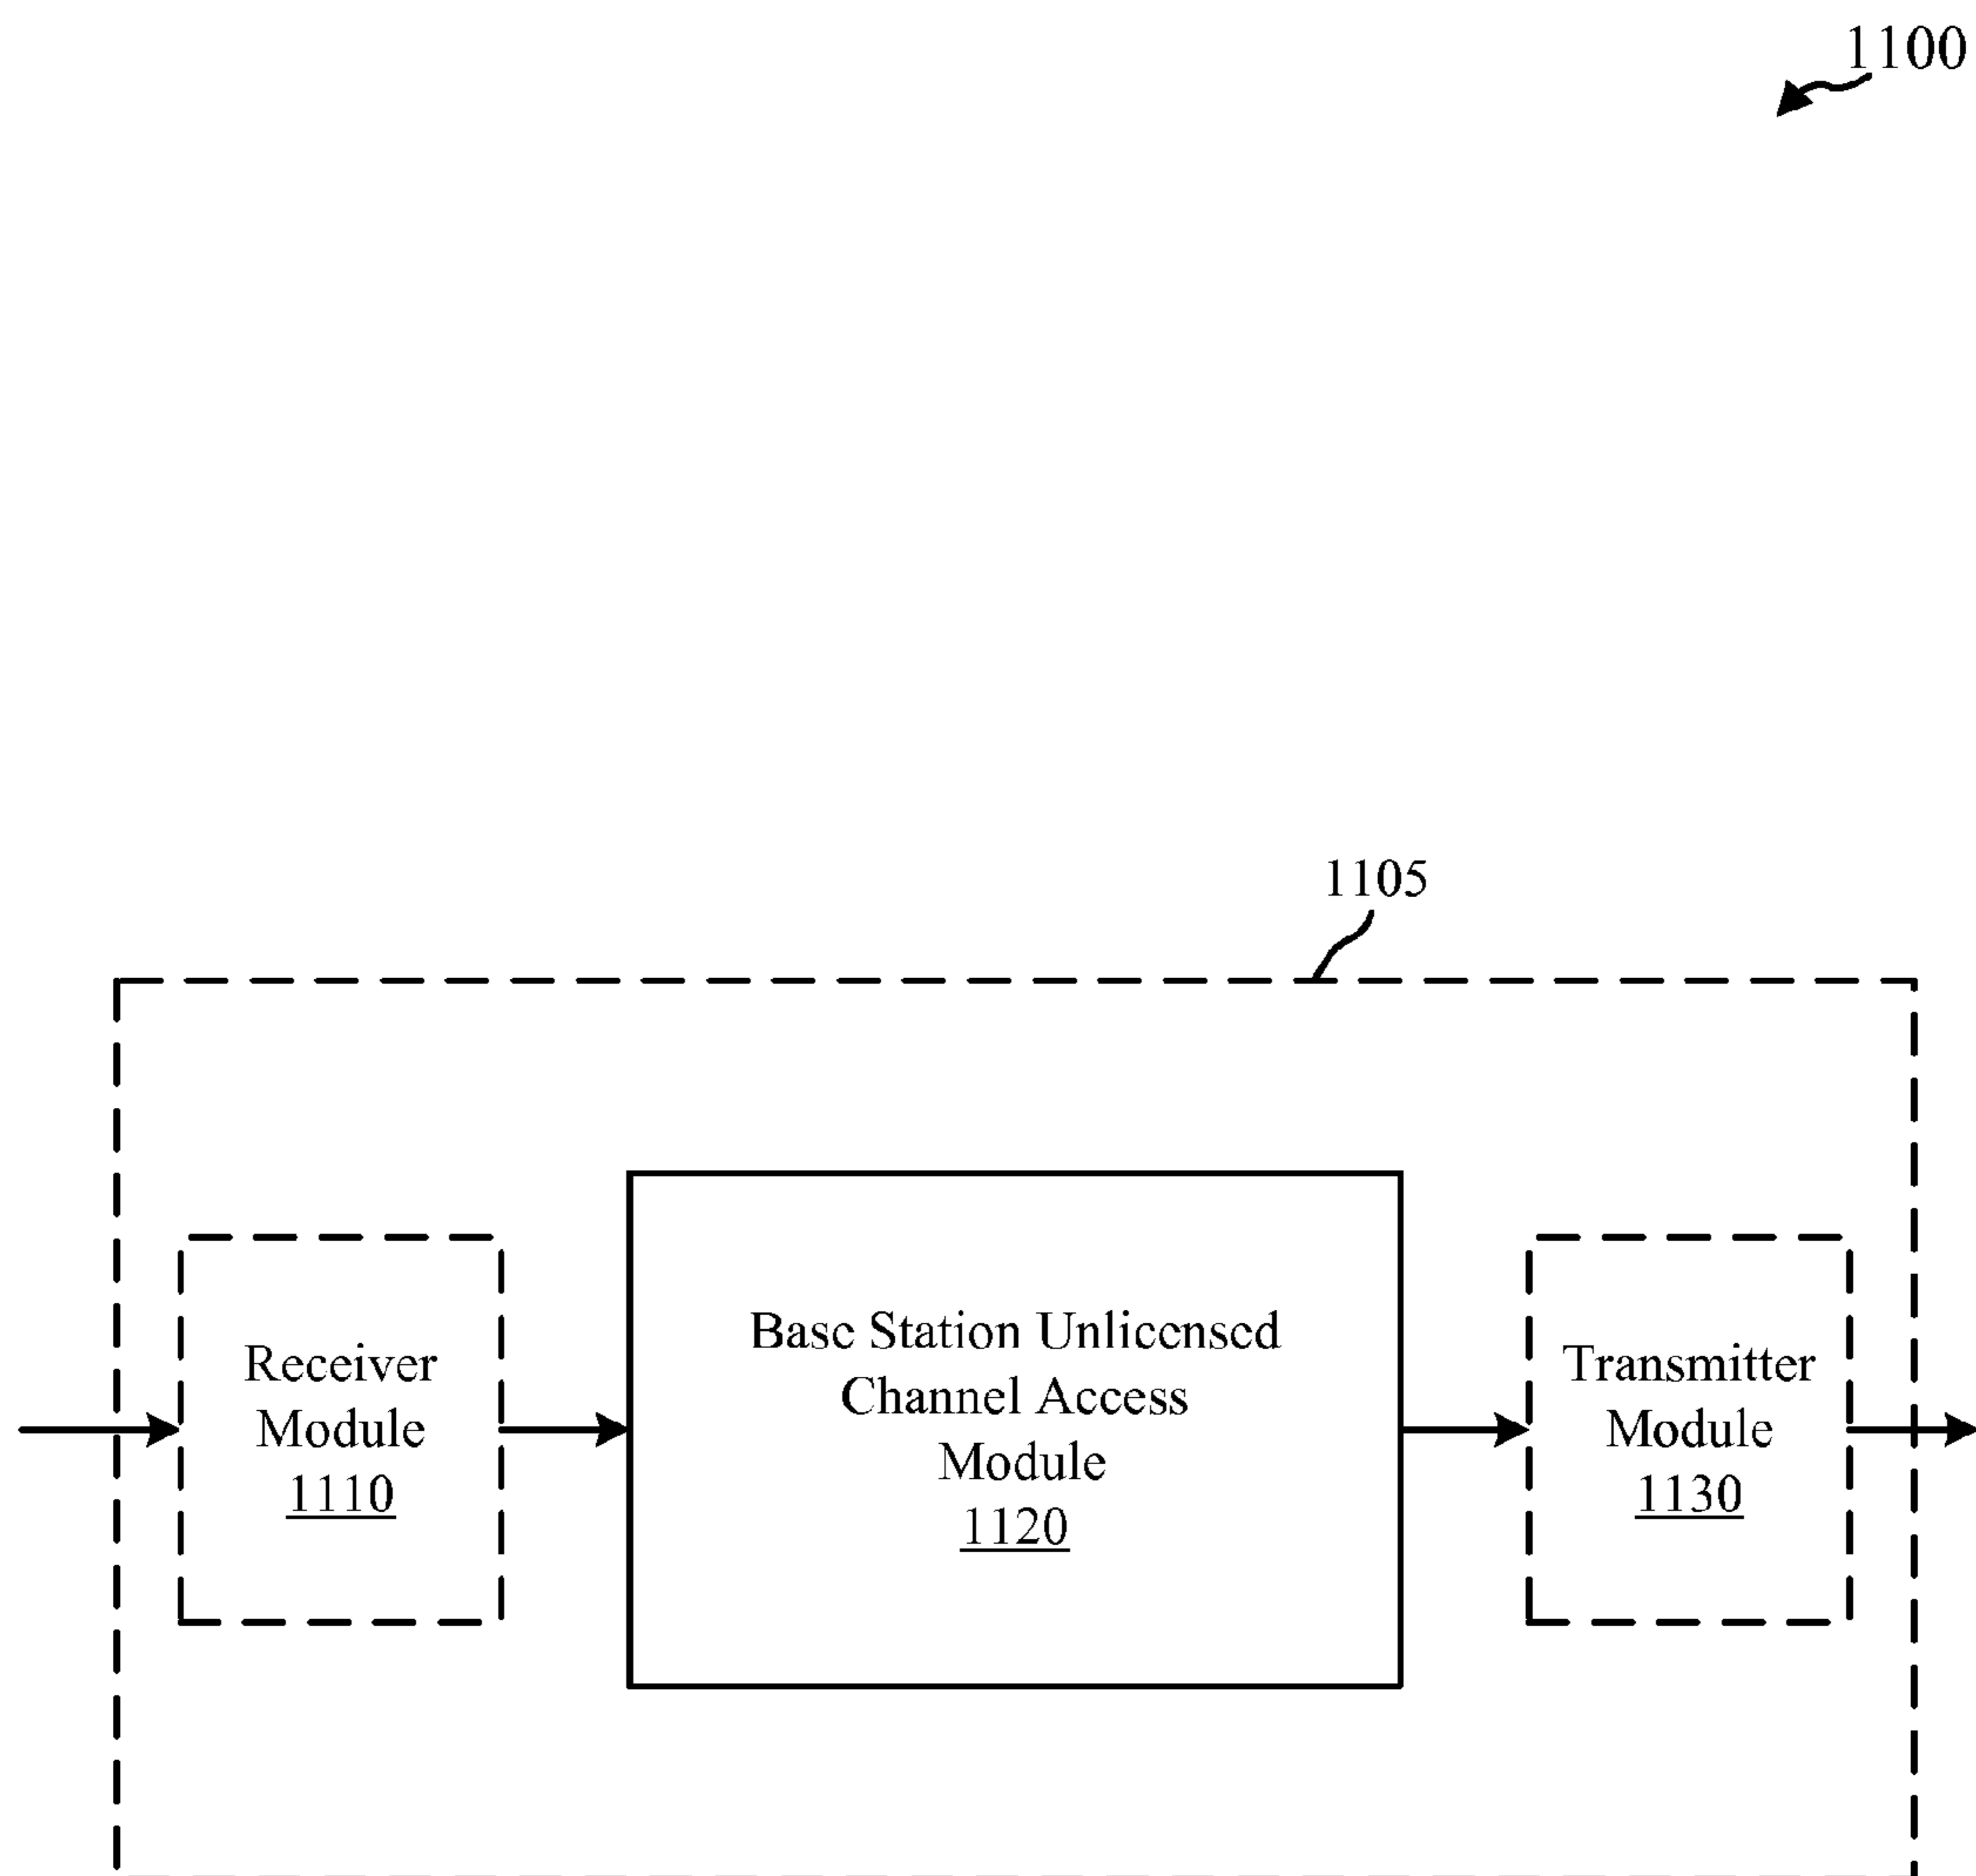 1100
1105
Receiver
Module
1110
Base Station Unlicensed
Channel Access
Module
1120
Transmitter
Module
1130